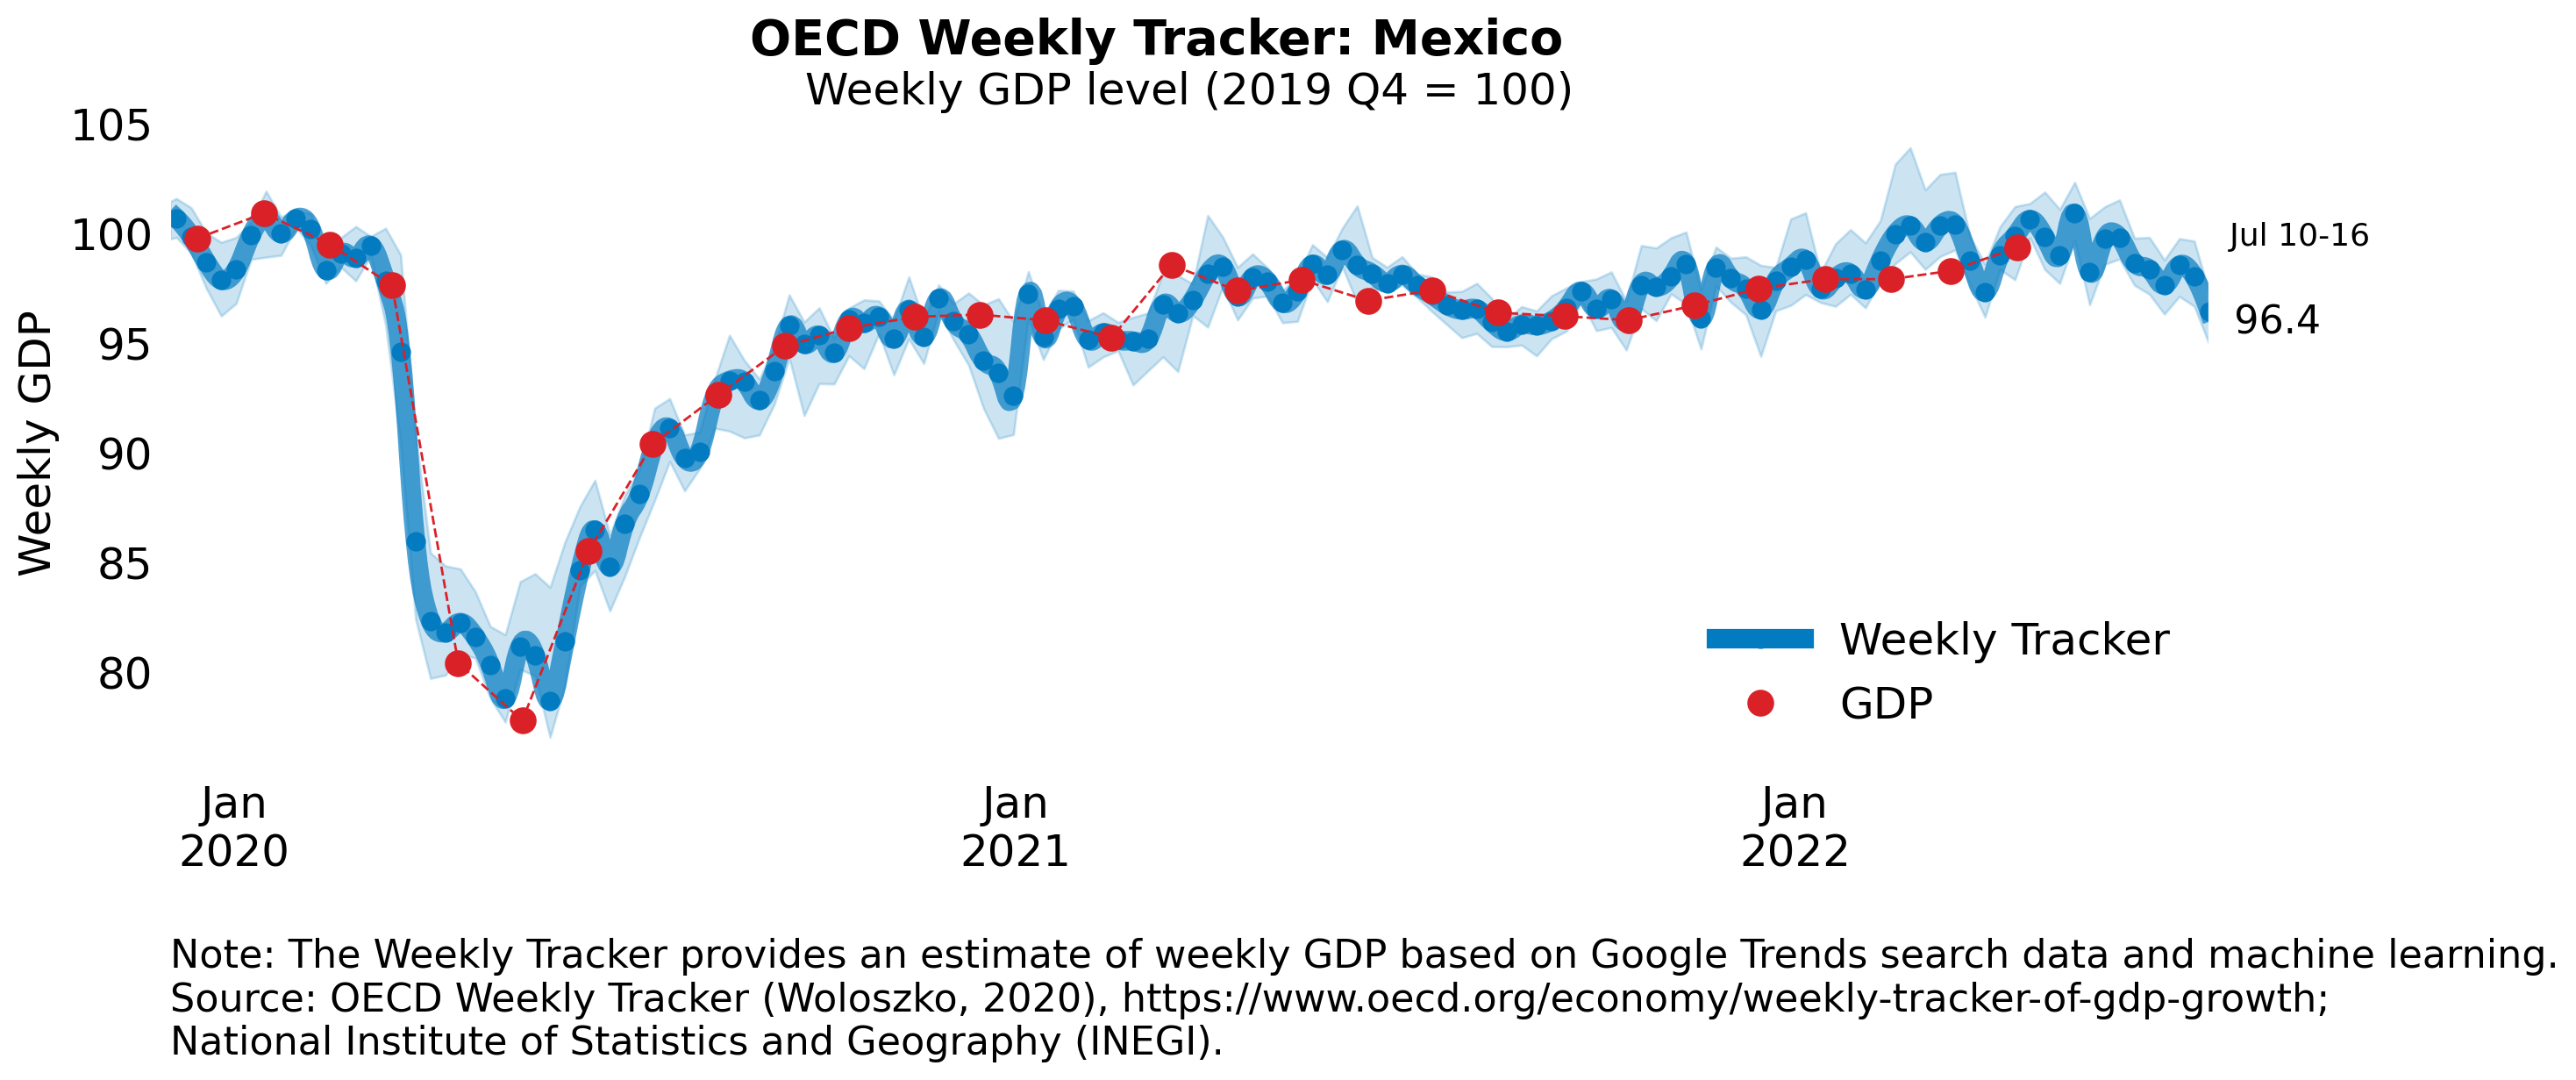 OECD Weekly Tracker: Mexico
Weekly GDP level (2019 Q4 = 100)
105
100
95
90
85
80
Weekly GDP
Jul 10-16
96.4
Weekly Tracker
GDP
Jan
2020
Jan
2021
Jan
2022
Note: The Weekly Tracker provides an estimate of weekly GDP based on Google Trends search data and machine learning.
Source: OECD Weekly Tracker (Woloszko, 2020), https://www.oecd.org/economy/weekly-tracker-of-gdp-growth;
National Institute of Statistics and Geography (INEGI).